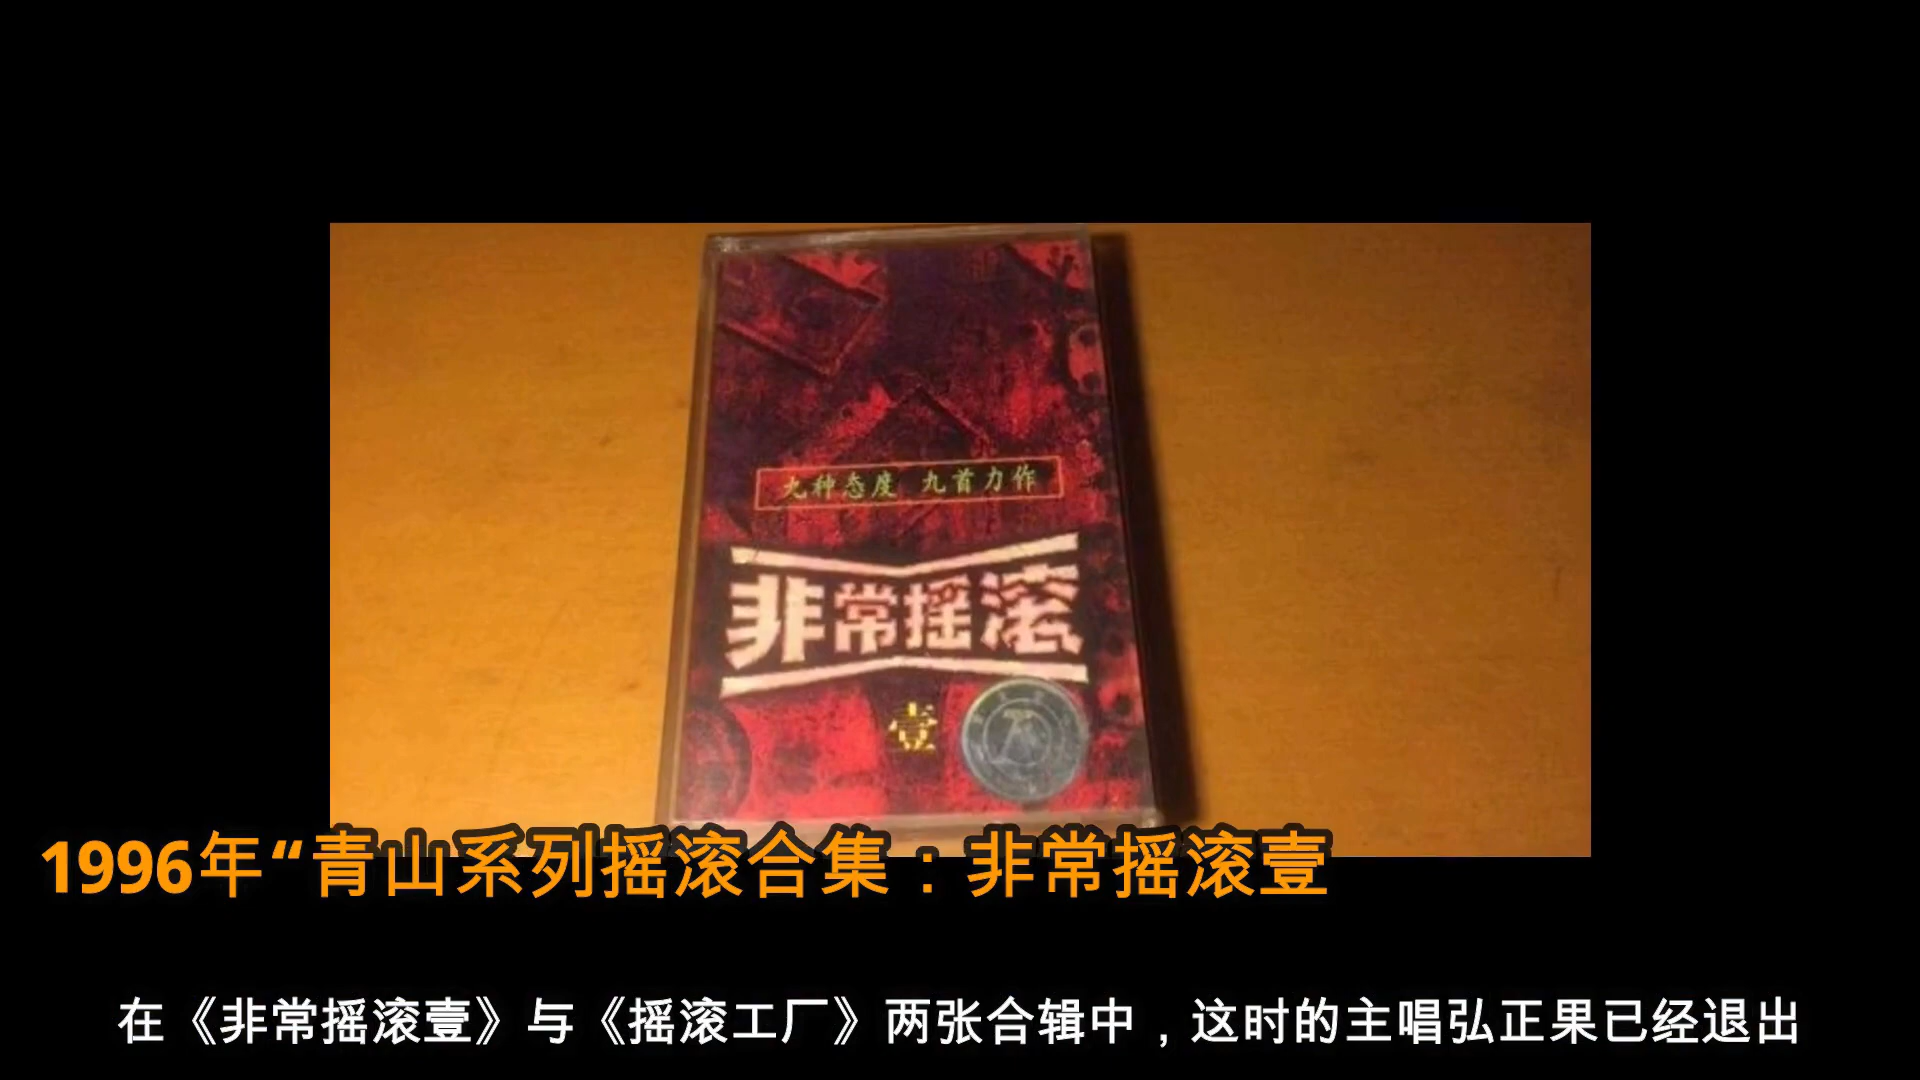 九种态度 九首力作
非常摇滚
壹
1996年“青山系列摇滚合集：非常摇滚壹
在《非常摇滚壹》与《摇滚工厂》两张合辑中，这时的主唱弘正果已经退出